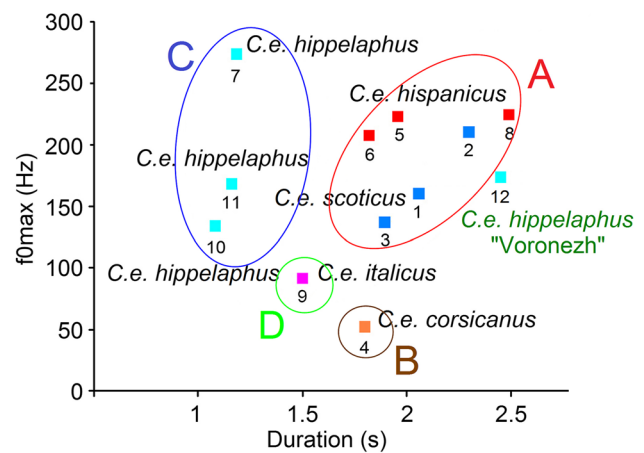 300
C
C.e. hippelaphus
7
A
250
C.e. hispanicus
5
6
2
8
200
C.e. hippelaphus
11
C.e. scoticus
1
12
150
10
3
C.e. hippelaphus
"Voronezh"
100
C.e. hippelaphus
C.e. italicus
9
D
50
C.e. corsicanus
4
B
0
f0max (Hz)
1
1.5
2
2.5
Duration (s)